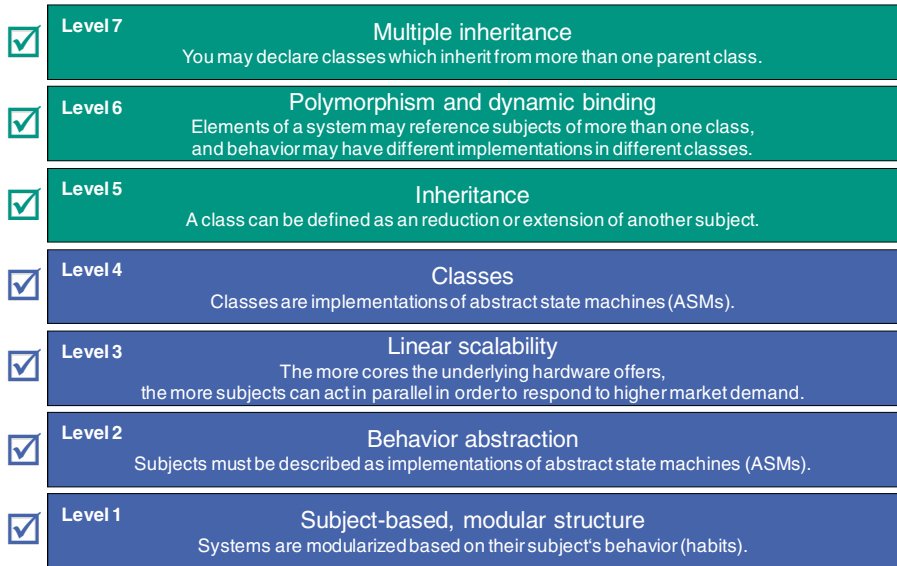 Level 7
Multiple inheritance
You may declare classes which inherit from more than one parent class.
Level 6
Polymorphism and dynamic binding
Elements of a system may reference subjects of more than one class,
and behavior may have different implementations in different classes.
Level 5
Inheritance
A class can be defined as an reduction or extension of another subject.
Level 4
Classes
Classes are implementations of abstract state machines (ASMs).
Level 3
Linear scalability
The more cores the underlying hardware offers,
the more subjects can act in parallel in order to respond to higher market demand.
Level 2
Behavior abstraction
Subjects must be described as implementations of abstract state machines (ASMs).
Level 1
Subject-based, modular structure
Systems are modularized based on their subject‘s behavior (habits).